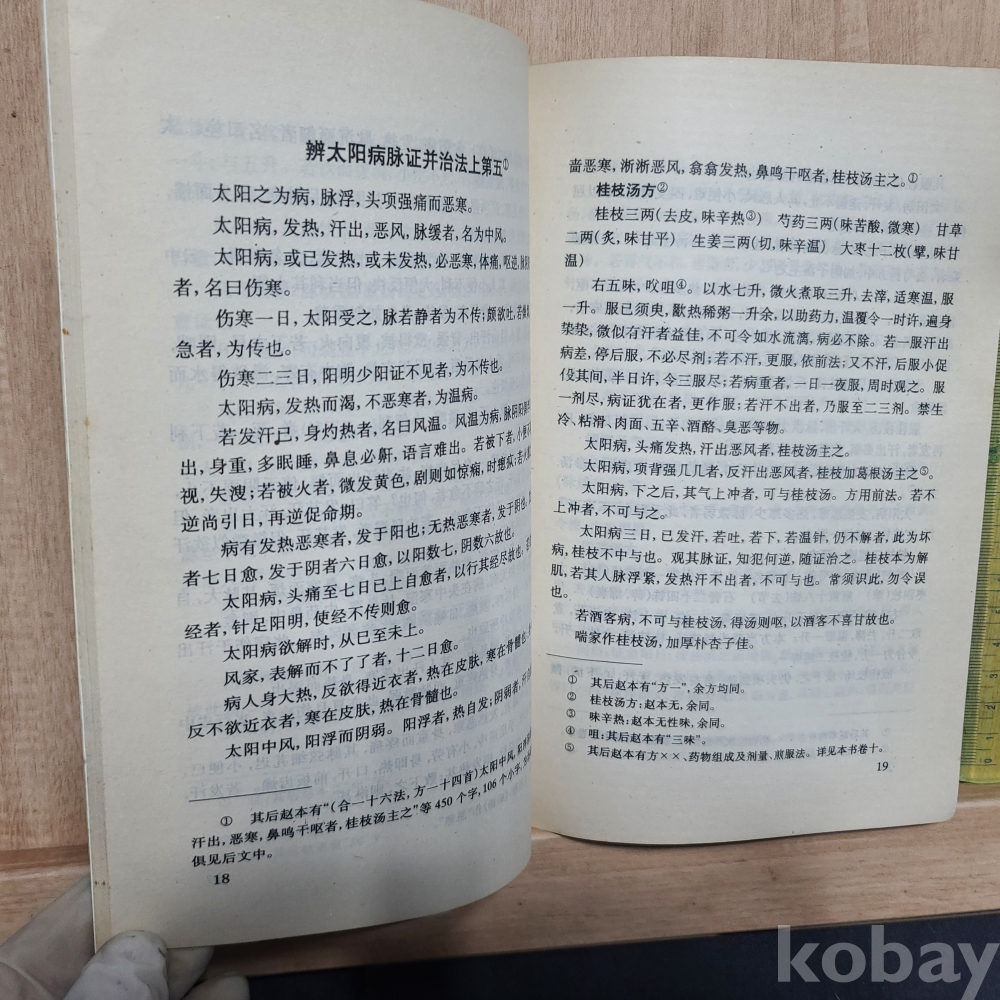 辨太阳病脉证并治法上第五①
太阳之为病,脉浮,头项强痛而恶寒。
太阳病,发热,汗出,恶风,脉缓者,名为中风。
太阳病,或已发热,或未发热,必恶寒,体痛,呕逆,
者,名曰伤寒。
伤寒一日,太阳受之,脉若静者为不传;颇欲吐,若
急者,为传也。
伤寒二三日,阳明少阳证不见者,为不传也。
太阳病,发热而渴,不恶寒者,为温病。
若发汗已,身灼热者,名曰风温。风温为病,脉阴阳
出,身重,多眠睡,鼻息必鼾,语言难出。若被下者,小便
视,失溲;若被火者,微发黄色,剧则如惊痫,时瘛疭;若火
逆尚引日,再逆促命期。
病有发热恶寒者,发于阳也;无热恶寒者,发于阴也。
者七日愈,发于阴者六日愈,以阳数七,阴数六故也。
太阳病,头痛至七日已上自愈者,以行其经尽故也。
经者,针足阳明,使经不传则愈。
太阳病欲解时,从巳至未上。
风家,表解而不了了者,十二日愈。
病人身大热,反欲得近衣者,热在皮肤,寒在骨髓也;
反不欲近衣者,寒在皮肤,热在骨髓也。
太阳中风,阳浮而阴弱。阳浮者,热自发;阴弱者,汗
① 其后赵本有“(合一十六法,方一十四首)太阳中风,阳
汗出,恶寒,鼻鸣干呕者,桂枝汤主之”等450个字,106个小字,
俱见后文中。
18
啬恶寒,淅淅恶风,翕翕发热,鼻鸣干呕者,桂枝汤主之。①
桂枝汤方②
桂枝三两(去皮,味辛热③) 芍药三两(味苦酸,微寒) 甘草
二两(炙,味甘平) 生姜三两(切,味辛温) 大枣十二枚(擘,味甘
温)
右五味,㕮咀④。以水七升,微火煮取三升,去滓,适寒温,服
一升。服已须臾,歠热稀粥一升余,以助药力,温覆令一时许,遍身
漐漐,微似有汗者益佳,不可令如水流漓,病必不除。若一服汗出
病差,停后服,不必尽剂;若不汗,更服,依前法;又不汗,后服小促
役其间,半日许,令三服尽;若病重者,一日一夜服,周时观之。服
一剂尽,病证犹在者,更作服;若汗不出者,乃服至二三剂。禁生
冷、粘滑、肉面、五辛、酒酪、臭恶等物。
太阳病,头痛发热,汗出恶风者,桂枝汤主之。
太阳病,项背强几几者,反汗出恶风者,桂枝加葛根汤主之⑤。
太阳病,下之后,其气上冲者,可与桂枝汤。方用前法。若不
上冲者,不可与之。
太阳病三日,已发汗,若吐、若下、若温针,仍不解者,此为坏
病,桂枝不中与也。观其脉证,知犯何逆,随证治之。桂枝本为解
肌,若其人脉浮紧,发热汗不出者,不可与也。常须识此,勿令误
也。
若酒客病,不可与桂枝汤,得汤则呕,以酒客不喜甘故也。
喘家作桂枝汤,加厚朴杏子佳。
① 其后赵本有“方一”,余方均同。
② 桂枝汤方:赵本无,余同。
③ 味辛热:赵本无性味,余同。
④ 咀:其后赵本有“三味”。
⑤ 其后赵本有方××、药物组成及剂量、煎服法。详见本书卷十。
19
kobay